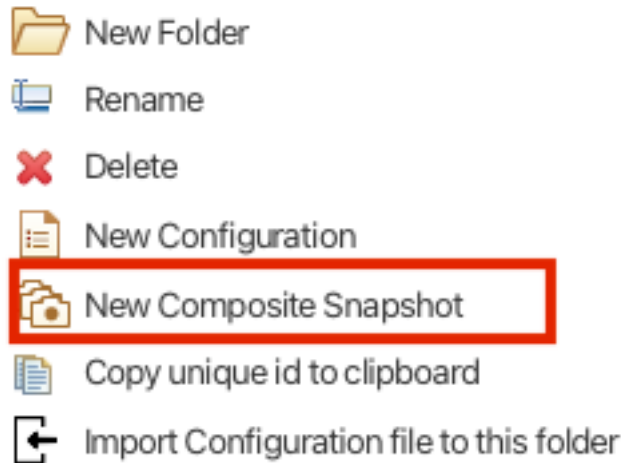 New Folder
Rename
Delete
New Configuration
New Composite Snapshot
Copy unique id to clipboard
Import Configuration file to this folder